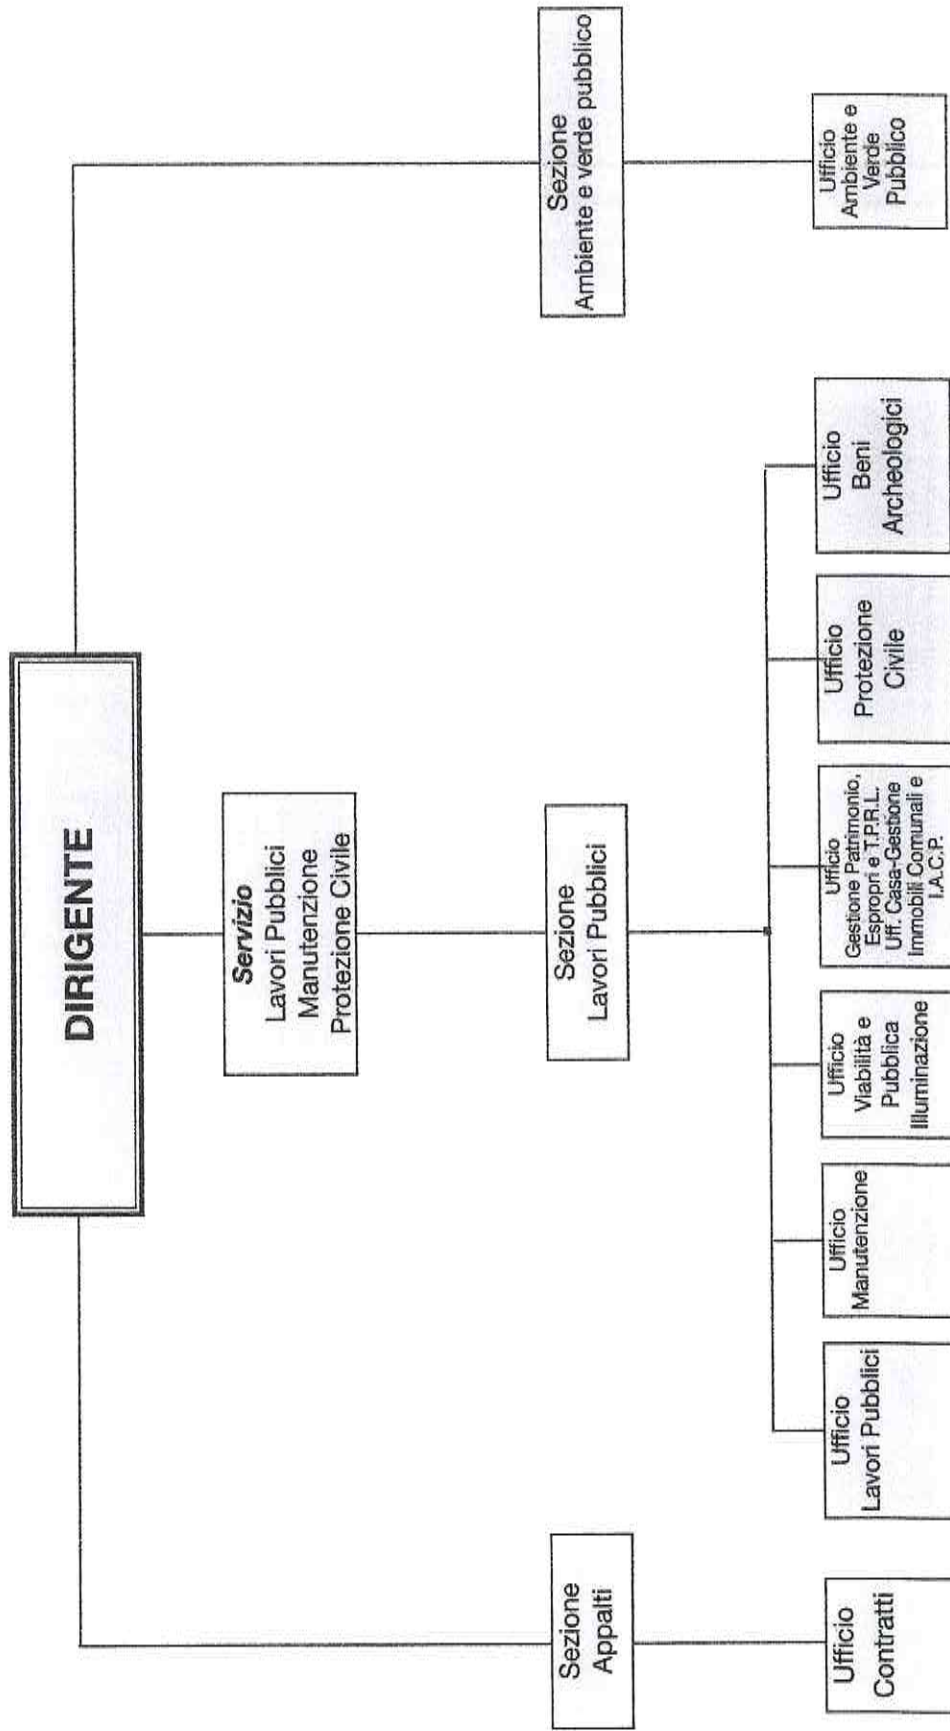 DIRIGENTE
Servizio
Lavori Pubblici
Manutenzione
Protezione Civile
Sezione
Appalti
Sezione
Lavori Pubblici
Sezione
Ambiente e verde pubblico
Ufficio
Contratti
Ufficio
Lavori Pubblici
Ufficio
Manutenzione
Ufficio
Viabilità e
Pubblica
Illuminazione
Ufficio
Gestione Patrimonio,
Espropri e T.P.R.L.
Uff. Casa-Gestione
Immobili Comunali e
I.A.C.P.
Ufficio
Protezione
Civile
Ufficio
Beni
Archeologici
Ufficio
Ambiente e
Verde
Pubblico